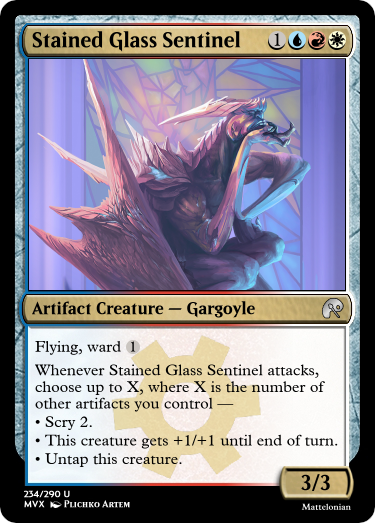 Stained Glass Sentinel 1
Artifact Creature — Gargoyle
Flying, ward 1
Whenever Stained Glass Sentinel attacks,
choose up to X, where X is the number of
other artifacts you control —
• Scry 2.
• This creature gets +1/+1 until end of turn.
• Untap this creature.
3/3
234/290 U
MVX Plichko Artem
Mattelonian